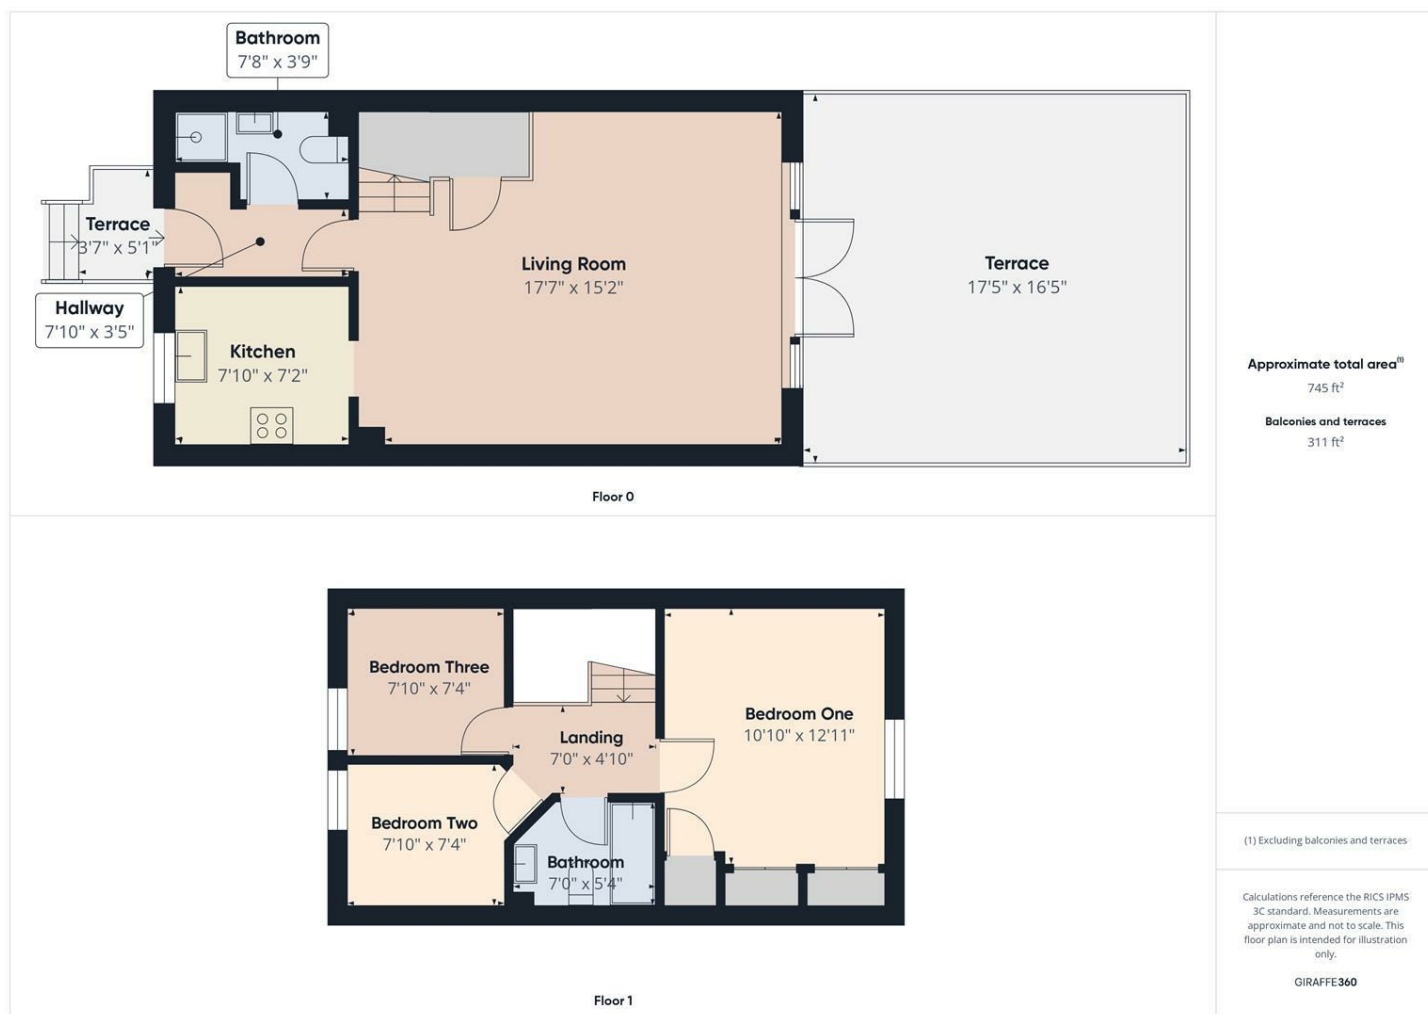 Bathroom
7'8" x 3'9"
Terrace
3'7" x 5'1"
Hallway
7'10" x 3'5"
Kitchen
7'10" x 7'2"
Living Room
17'7" x 15'2"
Terrace
17'5" x 16'5"
Floor 0
Bedroom Three
7'10" x 7'4"
Landing
7'0" x 4'10"
Bedroom One
10'10" x 12'11"
Bedroom Two
7'10" x 7'4"
Bathroom
7'0" x 5'4"
Floor 1
Approximate total area(1)
745 ft²
Balconies and terraces
311 ft²
(1) Excluding balconies and terraces
Calculations reference the RICS IPMS
3C standard. Measurements are
approximate and not to scale. This
floor plan is intended for illustration
only.
GIRAFFE360